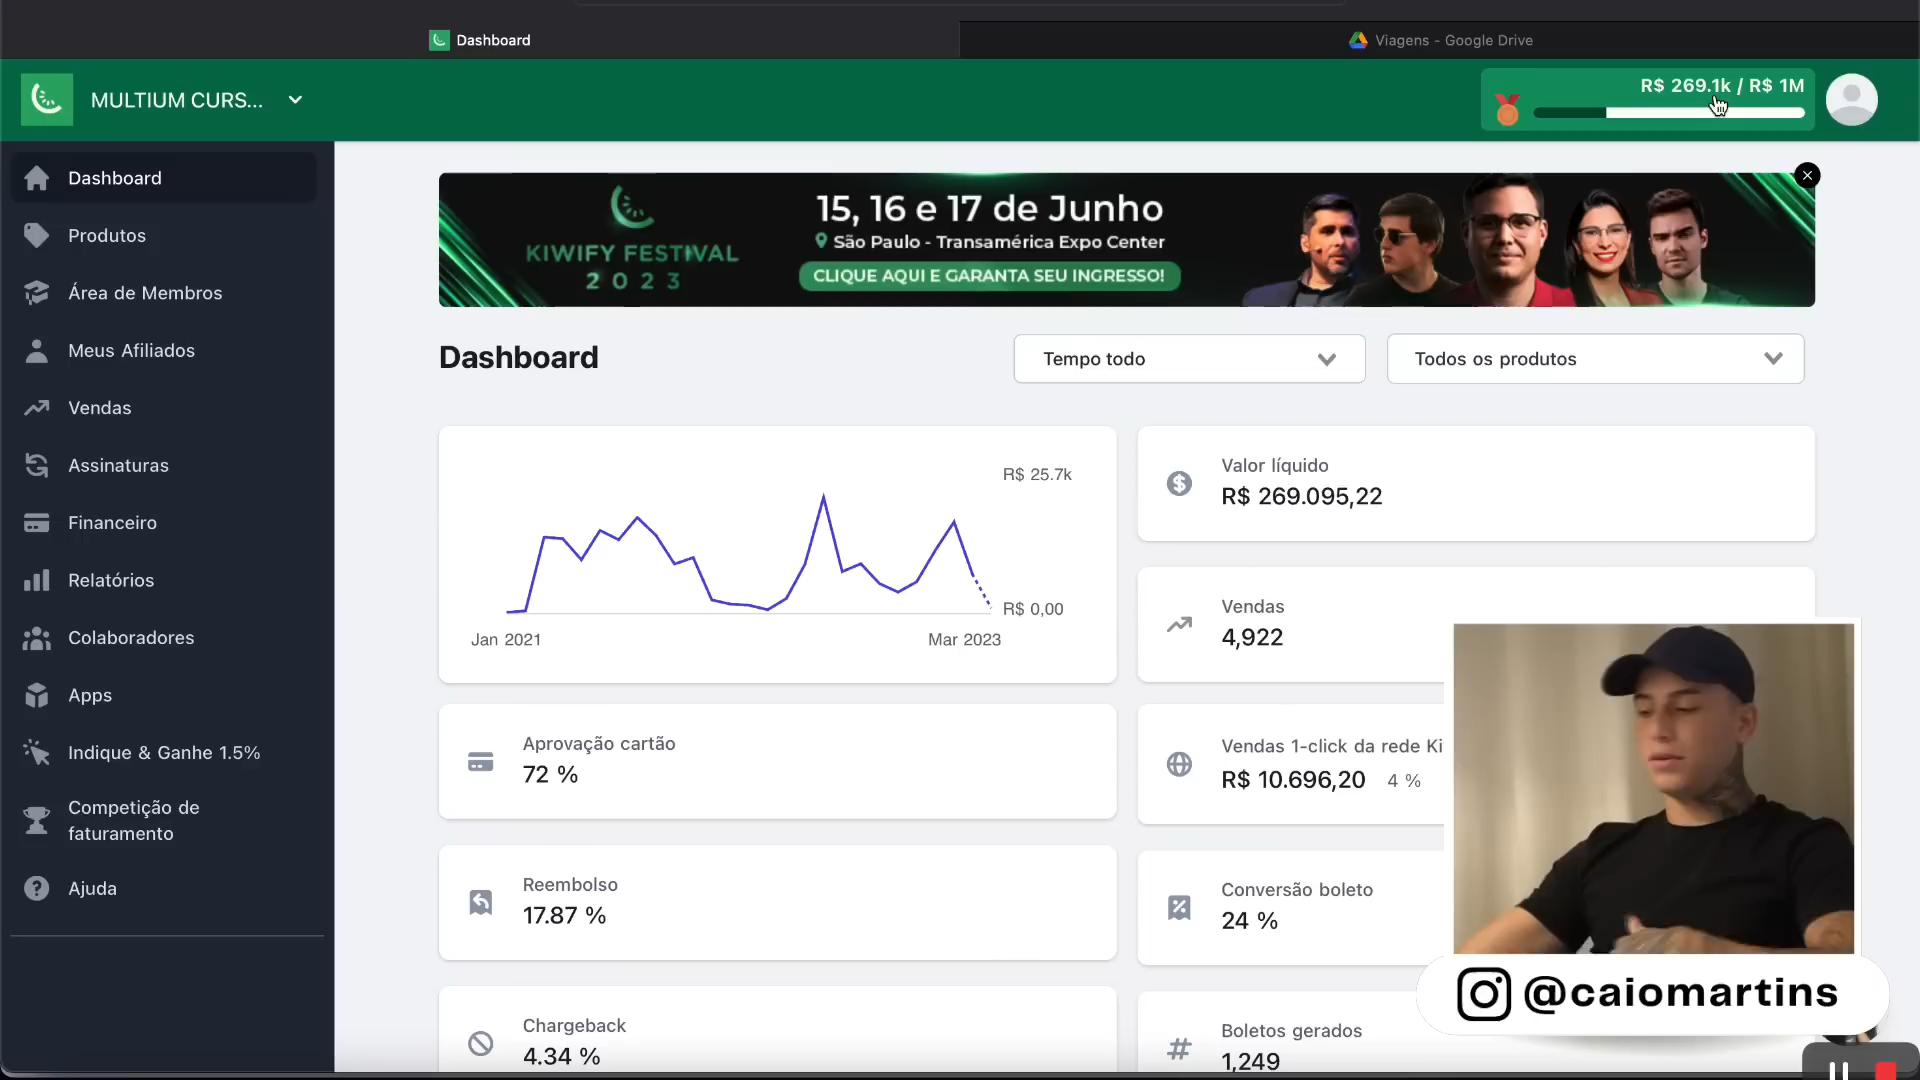 Dashboard
Viagens - Google Drive
MULTIUM CURS...
R$ 269.1k / R$ 1M
Dashboard
Produtos
Área de Membros
Meus Afiliados
Vendas
Assinaturas
Financeiro
Relatórios
Colaboradores
Apps
Indique & Ganhe 1.5%
Competição de
faturamento
Ajuda
KIWIFY FESTIVAL
2023
15, 16 e 17 de Junho
São Paulo - Transamérica Expo Center
CLIQUE AQUI E GARANTA SEU INGRESSO!
Dashboard
Tempo todo
Todos os produtos
R$ 25.7k
R$ 0,00
Jan 2021
Mar 2023
Valor líquido
R$ 269.095,22
Vendas
4,922
Aprovação cartão
72 %
Vendas 1-click da rede Ki
R$ 10.696,20 4 %
Reembolso
17.87 %
Conversão boleto
24 %
Chargeback
4.34 %
Boletos gerados
1,249
@caiomartins